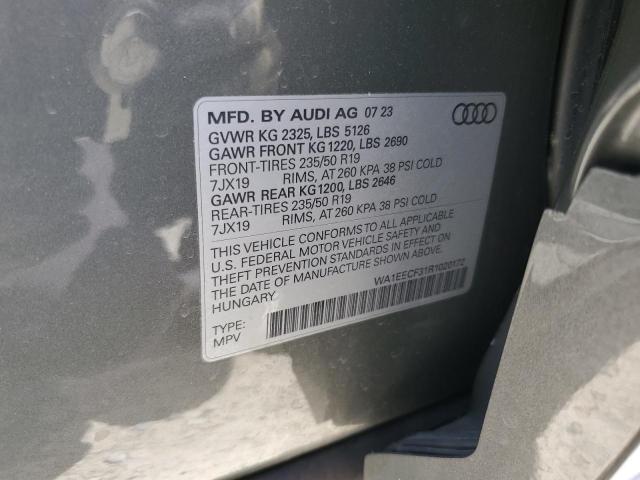 MFD. BY AUDI AG 07 23
GVWR KG 2325, LBS 5126
GAWR FRONT KG 1220, LBS 2690
FRONT-TIRES 235/50 R19
7JX19 RIMS, AT 260 KPA 38 PSI COLD
GAWR REAR KG1200, LBS 2646
REAR-TIRES 235/50 R19
7JX19 RIMS, AT 260 KPA 38 PSI COLD
THIS VEHICLE CONFORMS TO ALL APPLICABLE
U.S. FEDERAL MOTOR VEHICLE SAFETY AND
THEFT PREVENTION STANDARDS IN EFFECT ON
THE DATE OF MANUFACTURE SHOWN ABOVE.
HUNGARY.
WA1EECF31R1020172
TYPE:
MPV